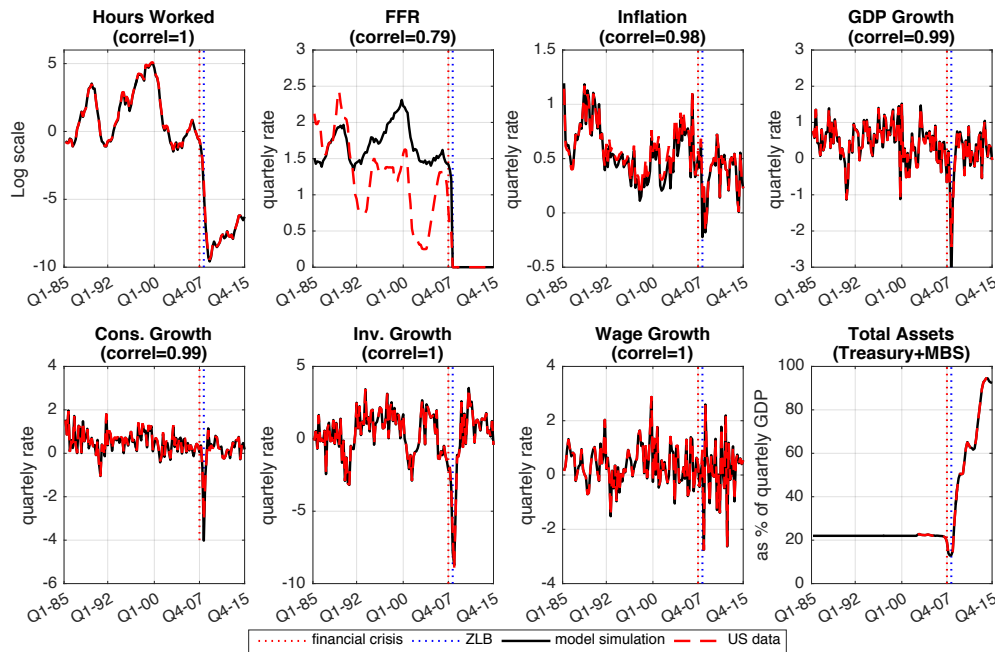 Hours Worked
(correl=1)
Log scale
5
0
-5
-10
Q1-85
Q1-92
Q1-00
Q4-07
Q4-15
FFR
(correl=0.79)
quartely rate
3
2.5
2
1.5
1
0.5
0
Q1-85
Q1-92
Q1-00
Q4-07
Q4-15
Inflation
(correl=0.98)
quartely rate
1.5
1
0.5
0
-0.5
Q1-85
Q1-92
Q1-00
Q4-07
Q4-15
GDP Growth
(correl=0.99)
quartely rate
3
2
1
0
-1
-2
-3
Q1-85
Q1-92
Q1-00
Q4-07
Q4-15
Cons. Growth
(correl=0.99)
quartely rate
4
2
0
-2
-4
-6
Q1-85
Q1-92
Q1-00
Q4-07
Q4-15
Inv. Growth
(correl=1)
quartely rate
5
0
-5
-10
Q1-85
Q1-92
Q1-00
Q4-07
Q4-15
Wage Growth
(correl=1)
quartely rate
4
2
0
-2
-4
Q1-85
Q1-92
Q1-00
Q4-07
Q4-15
Total Assets
(Treasury+MBS)
as % of quartely GDP
100
80
60
40
20
0
Q1-85
Q1-92
Q1-00
Q4-07
Q4-15
financial crisis ZLB model simulation US data